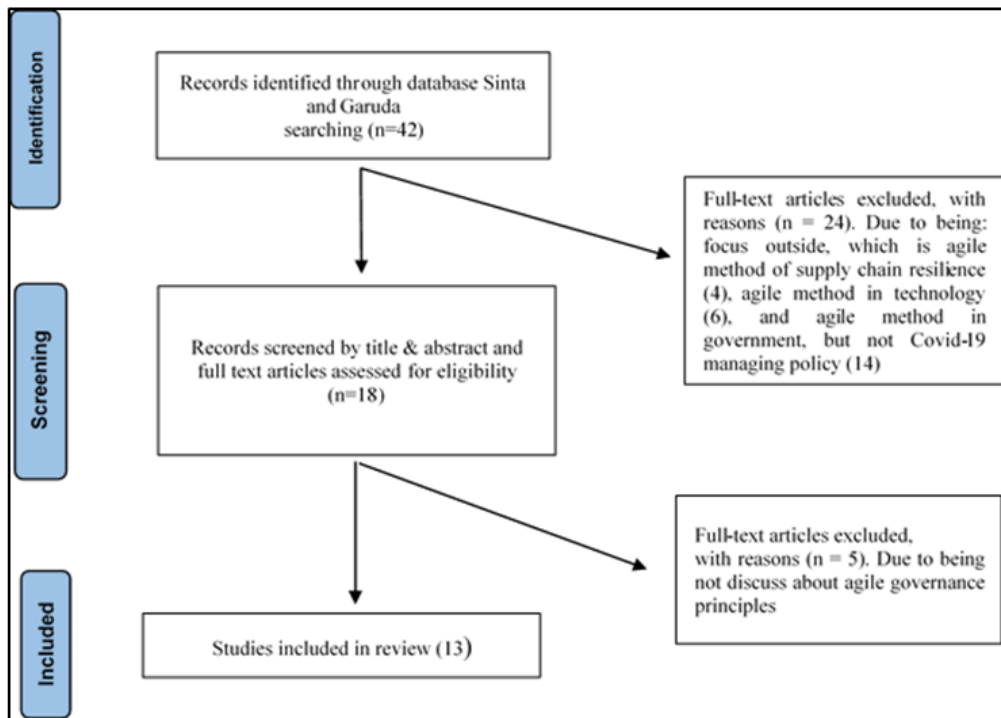 Identification
Records identified through database Sinta
and Garuda
searching (n=42)
Full-text articles excluded, with
reasons (n = 24). Due to being:
focus outside, which is agile
method of supply chain resilience
(4), agile method in technology
(6), and agile method in
government, but not Covid-19
managing policy (14)
Screening
Records screened by title & abstract and
full text articles assessed for eligibility
(n=18)
Full-text articles excluded,
with reasons (n = 5). Due to being
not discuss about agile governance
principles
Included
Studies included in review (13)